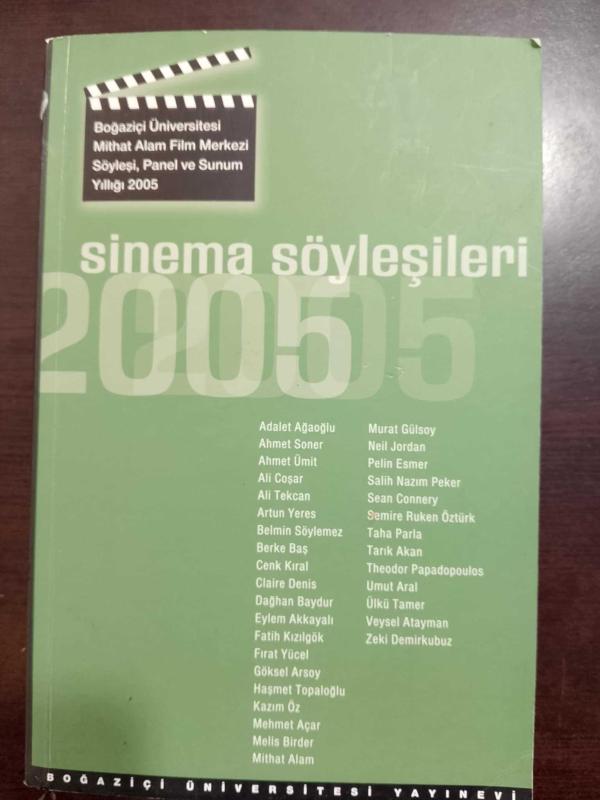 Boğaziçi Üniversitesi
Mithat Alam Film Merkezi
Söyleşi, Panel ve Sunum
Yıllığı 2005
sinema söyleşileri
2005
2005
Adalet Ağaoğlu
Ahmet Soner
Ahmet Ümit
Ali Coşar
Ali Tekcan
Artun Yeres
Belmin Söylemez
Berke Baş
Cenk Kıral
Claire Denis
Dağhan Baydur
Eylem Akkayalı
Fatih Kızılgök
Fırat Yücel
Göksel Arsoy
Haşmet Topaloğlu
Kazım Öz
Mehmet Açar
Melis Birder
Mithat Alam
Murat Gülsoy
Neil Jordan
Pelin Esmer
Salih Nazım Peker
Sean Connery
Semire Ruken Öztürk
Taha Parla
Tarık Akan
Theodor Papadopoulos
Umut Aral
Ülkü Tamer
Veysel Atayman
Zeki Demirkubuz
BOĞAZİÇİ ÜNİVERSİTESİ YAYINEVİ